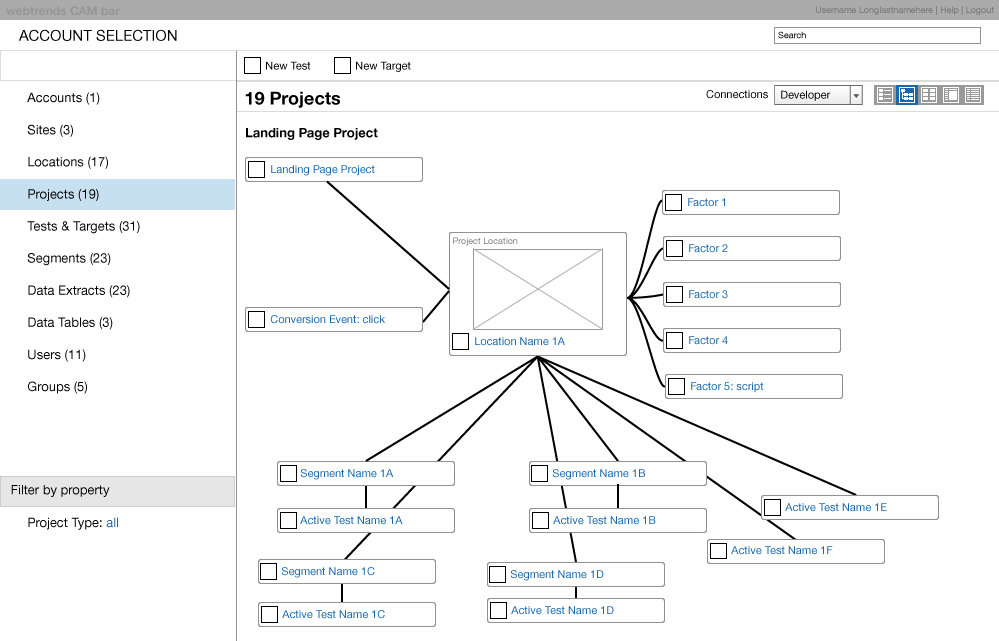 webtrends CAM bar
Username Longlastnamehere | Help | Logout
ACCOUNT SELECTION
Search
New Test
New Target
Accounts (1)
Sites (3)
Locations (17)
Projects (19)
Tests & Targets (31)
Segments (23)
Data Extracts (23)
Data Tables (3)
Users (11)
Groups (5)
Filter by property
Project Type: all
19 Projects
Connections
Developer
Landing Page Project
Landing Page Project
Conversion Event: click
Project Location
Location Name 1A
Factor 1
Factor 2
Factor 3
Factor 4
Factor 5: script
Segment Name 1A
Active Test Name 1A
Segment Name 1B
Active Test Name 1B
Active Test Name 1E
Active Test Name 1F
Segment Name 1C
Active Test Name 1C
Segment Name 1D
Active Test Name 1D